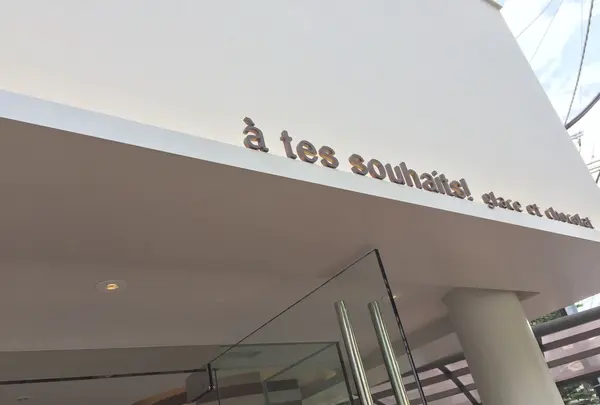 à tes souhaits! glace et chocolat